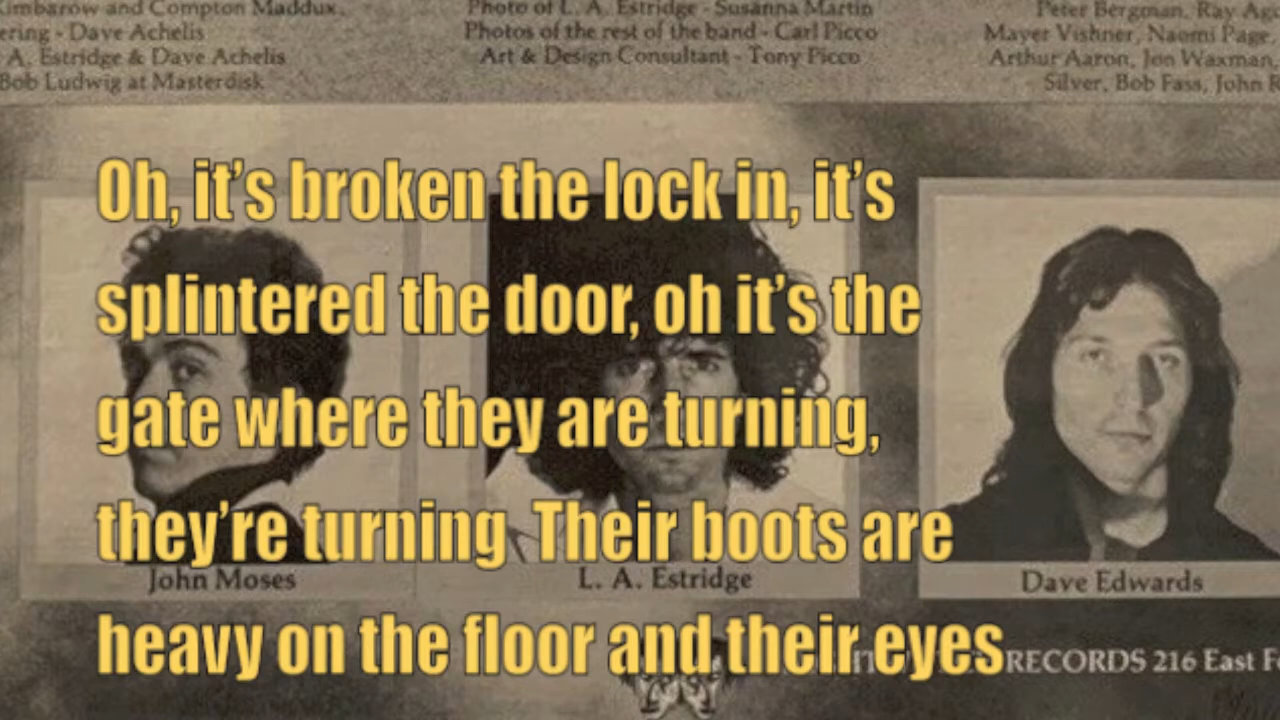 Kimbarow and Compton Maddux.
Photo of L. A. Estridge - Susanna Martin
Peter Bergman, Ray
ering - Dave Achelis
Photos of the rest of the band - Carl Picco
Mayer Vishner, Naomi Page,
A. Estridge & Dave Achelis
Art & Design Consultant - Tony Picco
Arthur Aaron, Jon Waxman,
Bob Ludwig at Masterdisk
Silver, Bob Fass, John
Oh, it’s broken the lock in, it’s
splintered the door, oh it’s the
gate where they are turning,
they’re turning Their boots are
heavy on the floor and their eyes
John Moses
L. A. Estridge
Dave Edwards
RECORDS 216 East